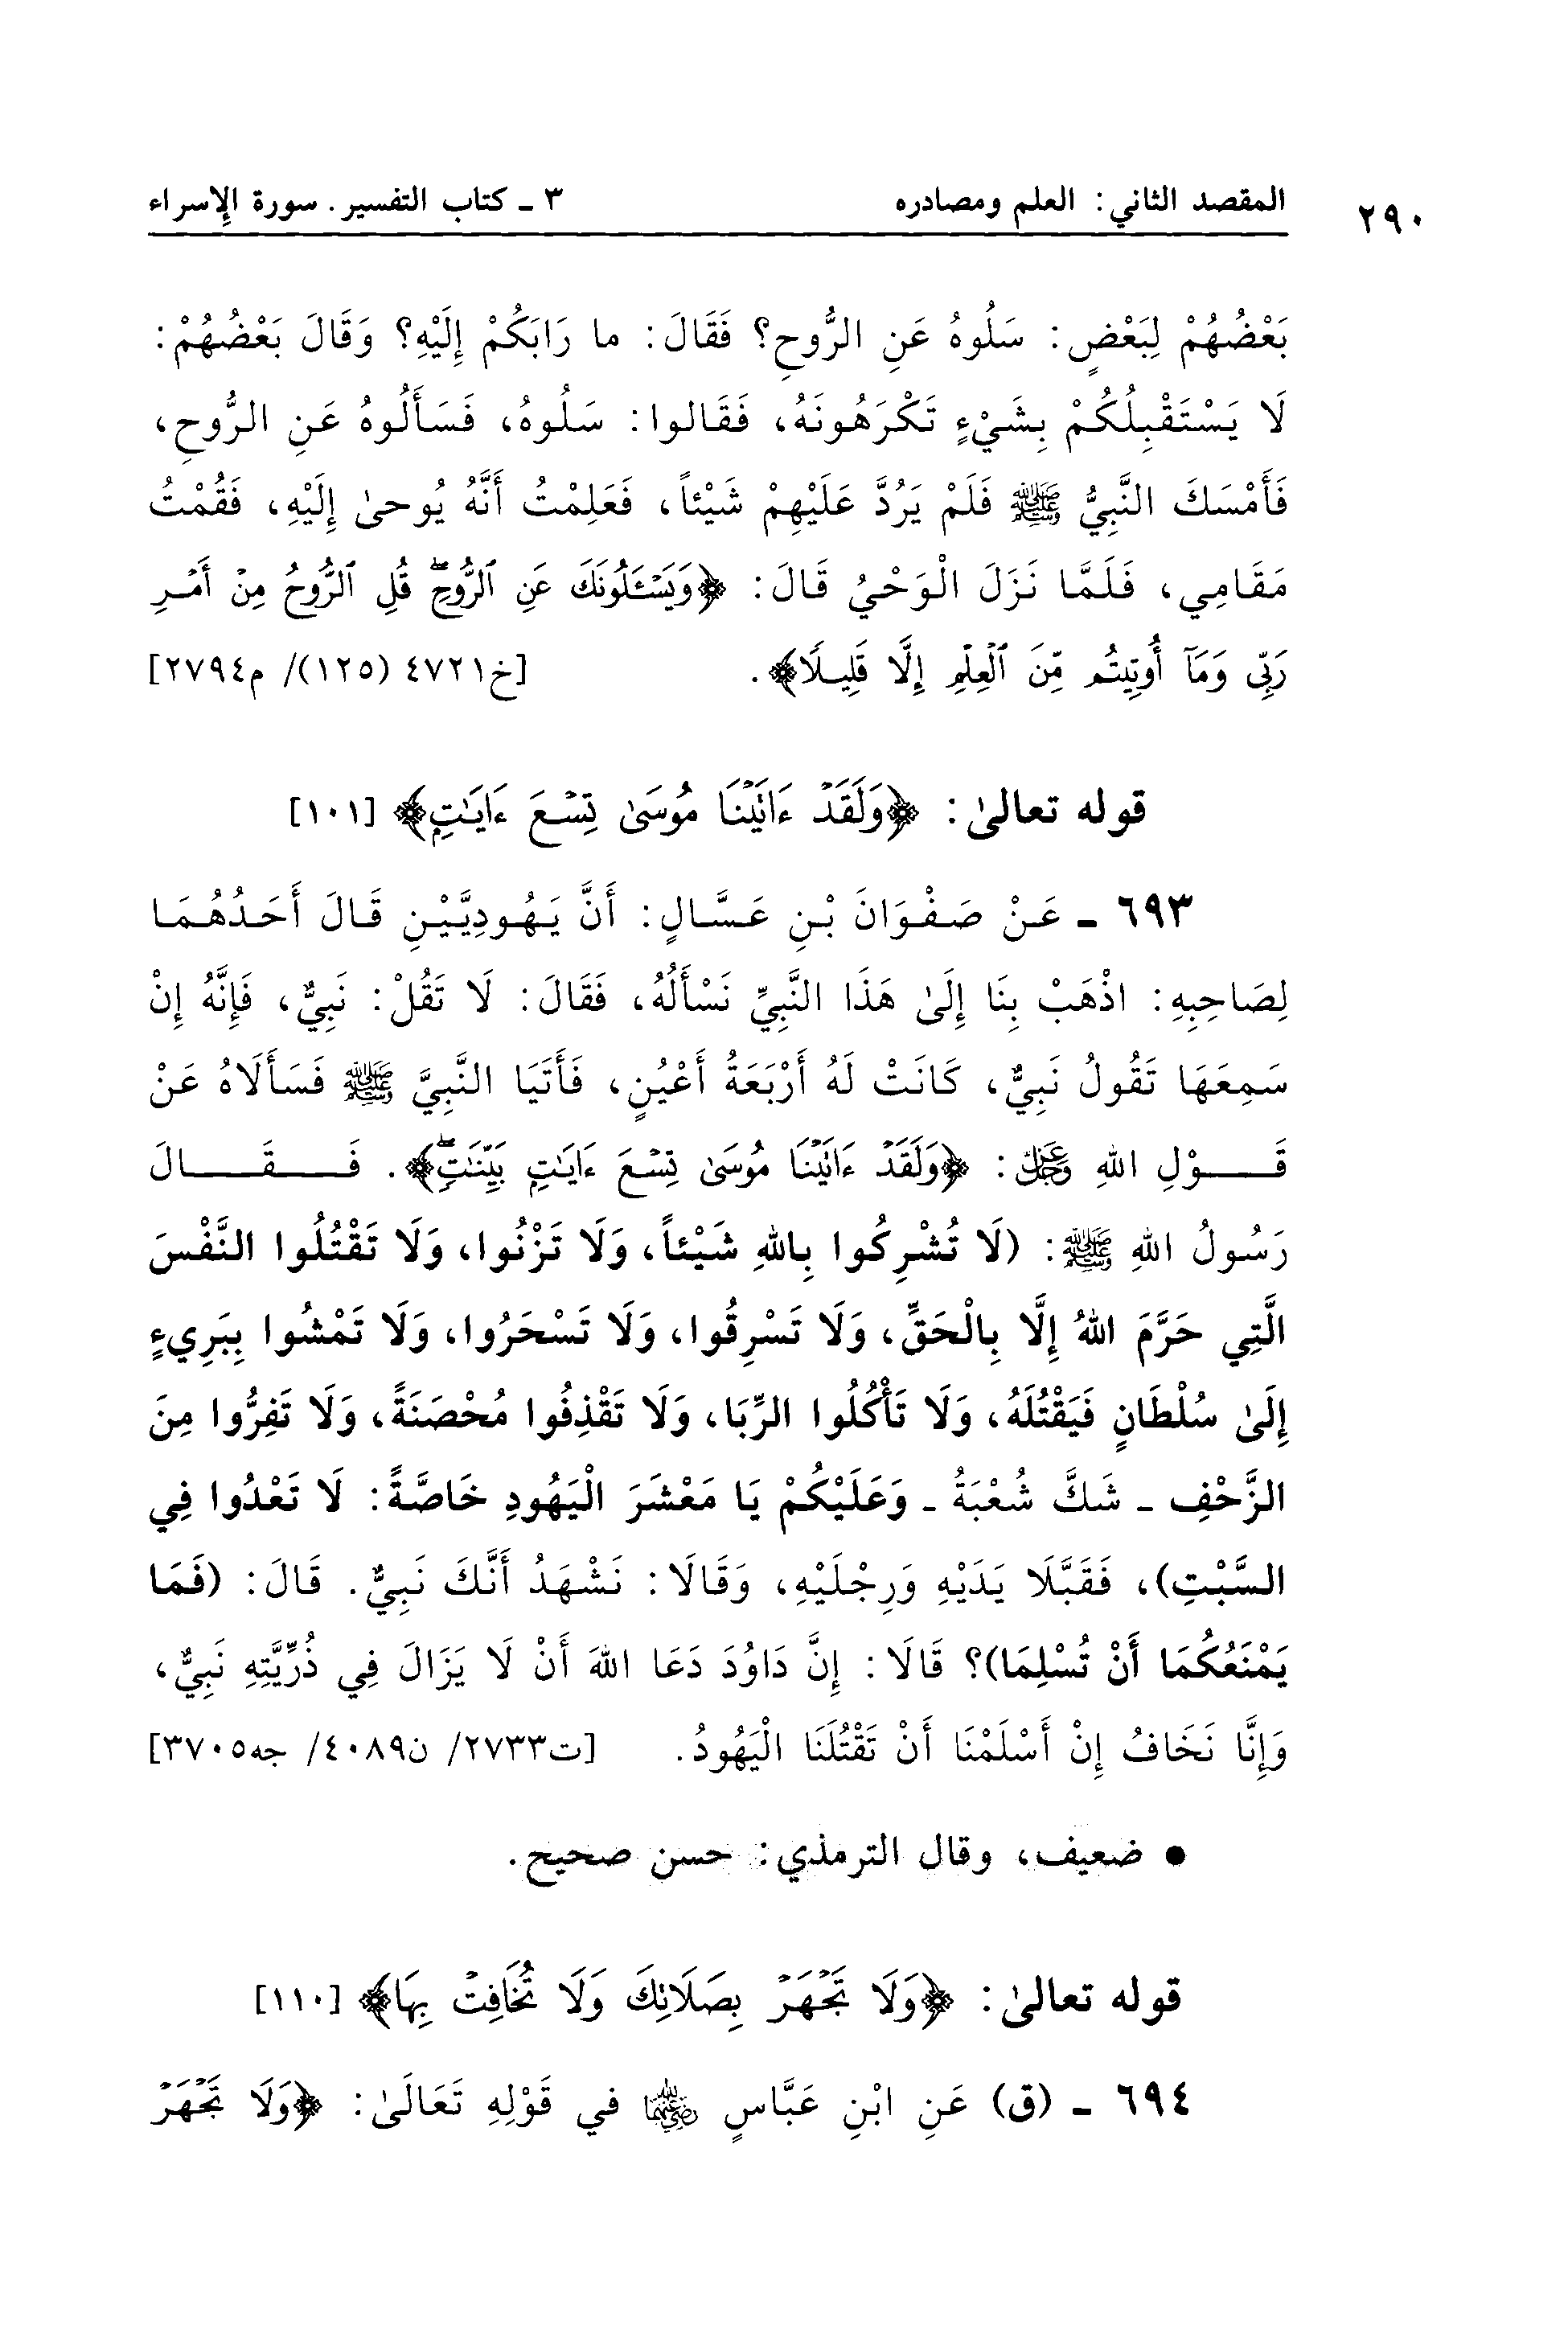 ٢٩٠ المقصد الثاني: العلم ومصادره ٣ ـ كتاب التفسير. سورة الإسراء
بَعْضُهُمْ لِبَعْضٍ: سَلُوهُ عَنِ الرُّوحِ؟ فَقَالَ: ما رَابَكُمْ إِلَيْهِ؟ وَقَالَ بَعْضُهُمْ:
لَا يَسْتَقْبِلُكُمْ بِشَيْءٍ تَكْرَهُونَهُ، فَقَالوا: سَلُوهُ، فَسَأَلُوهُ عَنِ الرُّوحِ،
فَأَمْسَكَ النَّبِيُّ ﷺ فَلَمْ يَرُدَّ عَلَيْهِمْ شَيْئاً، فَعَلِمْتُ أَنَّهُ يُوحىٰ إِلَيْهِ، فَقُمْتُ
مَقَامِي، فَلَمَّا نَزَلَ الْوَحْيُ قَالَ: ﴿وَيَسْـَٔلُونَكَ عَنِ ٱلرُّوحِۖ قُلِ ٱلرُّوحُ مِنْ أَمْرِ
رَبِّى وَمَآ أُوتِيتُم مِّنَ ٱلْعِلْمِ إِلَّا قَلِيلًا﴾. [خ٤٧٢١ (١٢٥)/ م٢٧٩٤]
قوله تعالىٰ: ﴿وَلَقَدْ ءَاتَيْنَا مُوسَىٰ تِسْعَ ءَايَٰتٍ﴾ [١٠١]
٦٩٣ ـ عَنْ صَفْوَانَ بْنِ عَسَّالٍ: أَنَّ يَهُودِيَّيْنِ قَالَ أَحَدُهُمَا
لِصَاحِبِهِ: اذْهَبْ بِنَا إِلَىٰ هَذَا النَّبِيِّ نَسْأَلُهُ، فَقَالَ: لَا تَقُلْ: نَبِيٌّ، فَإِنَّهُ إِنْ
سَمِعَهَا تَقُولُ نَبِيٌّ، كَانَتْ لَهُ أَرْبَعَةُ أَعْيُنٍ، فَأَتَيَا النَّبِيَّ ﷺ فَسَأَلَاهُ عَنْ
قَوْلِ اللهِ عَزَّ وَجَلَّ: ﴿وَلَقَدْ ءَاتَيْنَا مُوسَىٰ تِسْعَ ءَايَٰتٍ بَيِّنَٰتٍۖ﴾. فَقَالَ
رَسُولُ اللهِ ﷺ: (لَا تُشْرِكُوا بِاللهِ شَيْئاً، وَلَا تَزْنُوا، وَلَا تَقْتُلُوا النَّفْسَ
الَّتِي حَرَّمَ اللهُ إِلَّا بِالْحَقِّ، وَلَا تَسْرِقُوا، وَلَا تَسْحَرُوا، وَلَا تَمْشُوا بِبَرِيءٍ
إِلَىٰ سُلْطَانٍ فَيَقْتُلَهُ، وَلَا تَأْكُلُوا الرِّبَا، وَلَا تَقْذِفُوا مُحْصَنَةً، وَلَا تَفِرُّوا مِنَ
الزَّحْفِ ـ شَكَّ شُعْبَةُ ـ وَعَلَيْكُمْ يَا مَعْشَرَ الْيَهُودِ خَاصَّةً: لَا تَعْدُوا فِي
السَّبْتِ)، فَقَبَّلَا يَدَيْهِ وَرِجْلَيْهِ، وَقَالَا: نَشْهَدُ أَنَّكَ نَبِيٌّ. قَالَ: (فَمَا
يَمْنَعُكُمَا أَنْ تُسْلِمَا)؟ قَالَا: إِنَّ دَاوُدَ دَعَا اللهَ أَنْ لَا يَزَالَ فِي ذُرِّيَّتِهِ نَبِيٌّ،
وَإِنَّا نَخَافُ إِنْ أَسْلَمْنَا أَنْ تَقْتُلَنَا الْيَهُودُ. [ت٢٧٣٣/ ن٤٠٨٩/ جه٣٧٠٥]
● ضعيف، وقال الترمذي: حسن صحيح.
قوله تعالىٰ: ﴿وَلَا تَجْهَرْ بِصَلَاتِكَ وَلَا تُخَافِتْ بِهَا﴾ [١١٠]
٦٩٤ ـ (ق) عَنِ ابْنِ عَبَّاسٍ رضي الله عنهما في قَوْلِهِ تَعَالَىٰ: ﴿وَلَا تَجْهَرْ